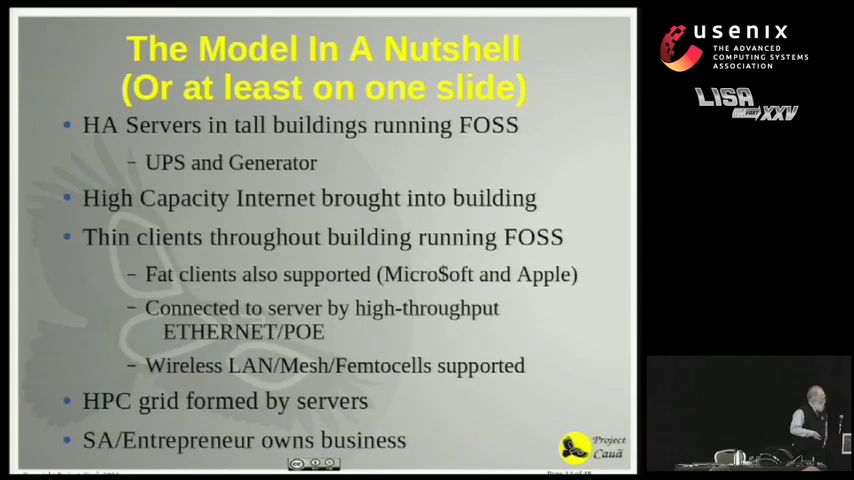 The Model In A Nutshell
(Or at least on one slide)
• HA Servers in tall buildings running FOSS
– UPS and Generator
• High Capacity Internet brought into building
• Thin clients throughout building running FOSS
– Fat clients also supported (Micro$oft and Apple)
– Connected to server by high-throughput
ETHERNET/POE
– Wireless LAN/Mesh/Femtocells supported
• HPC grid formed by servers
• SA/Entrepreneur owns business
Project
Cauã
usenix
THE ADVANCED
COMPUTING SYSTEMS
ASSOCIATION
LISA
PART XXV